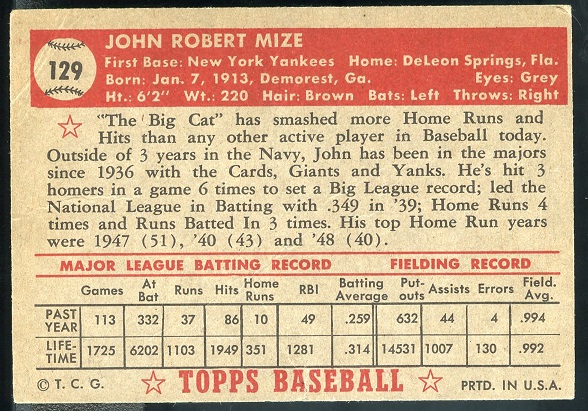 129
JOHN ROBERT MIZE
First Base: New York Yankees Home: DeLeon Springs, Fla.
Born: Jan. 7, 1913, Demorest, Ga. Eyes: Grey
Ht.: 6'2" Wt.: 220 Hair: Brown Bats: Left Throws: Right
"The Big Cat" has smashed more Home Runs and
Hits than any other active player in Baseball today.
Outside of 3 years in the Navy, John has been in the majors
since 1936 with the Cards, Giants and Yanks. He's hit 3
homers in a game 6 times to set a Big League record; led the
National League in Batting with .349 in '39; Home Runs 4
times and Runs Batted In 3 times. His top Home Run years
were 1947 (51), '40 (43) and '48 (40).
MAJOR LEAGUE BATTING RECORD FIELDING RECORD
Games At Bat Runs Hits Home Runs RBI Batting Average Put-outs Assists Errors Field. Avg.
PAST YEAR 113 332 37 86 10 49 .259 632 44 4 .994
LIFE-TIME 1725 6202 1103 1949 351 1281 .314 14531 1007 130 .992
© T. C. G. TOPPS BASEBALL PRTD. IN U.S.A.